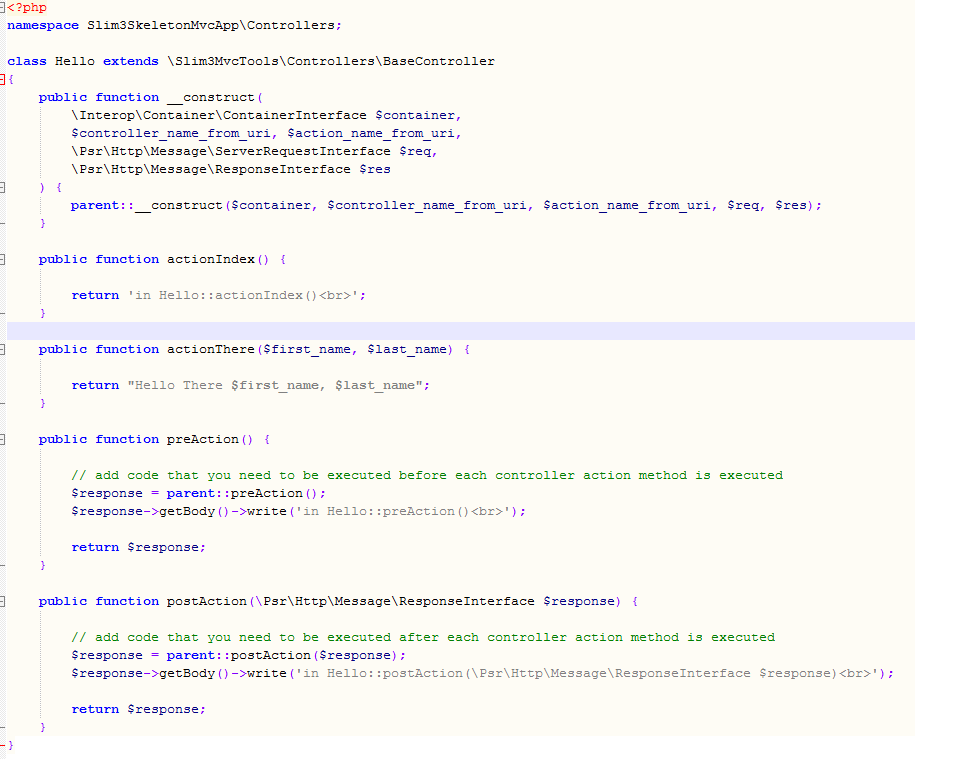 <?php
namespace Slim3SkeletonMvcApp\Controllers;
class Hello extends \Slim3MvcTools\Controllers\BaseController
{
    public function __construct(
        \Interop\Container\ContainerInterface $container,
        $controller_name_from_uri, $action_name_from_uri,
        \Psr\Http\Message\ServerRequestInterface $req,
        \Psr\Http\Message\ResponseInterface $res
    ) {
        parent::__construct($container, $controller_name_from_uri, $action_name_from_uri, $req, $res);
    }
    public function actionIndex() {
        return 'in Hello::actionIndex()<br>';
    }
    public function actionThere($first_name, $last_name) {
        return "Hello There $first_name, $last_name";
    }
    public function preAction() {
        // add code that you need to be executed before each controller action method is executed
        $response = parent::preAction();
        $response->getBody()->write('in Hello::preAction()<br>');
        return $response;
    }
    public function postAction(\Psr\Http\Message\ResponseInterface $response) {
        // add code that you need to be executed after each controller action method is executed
        $response = parent::postAction($response);
        $response->getBody()->write('in Hello::postAction(\Psr\Http\Message\ResponseInterface $response)<br>');
        return $response;
    }
}